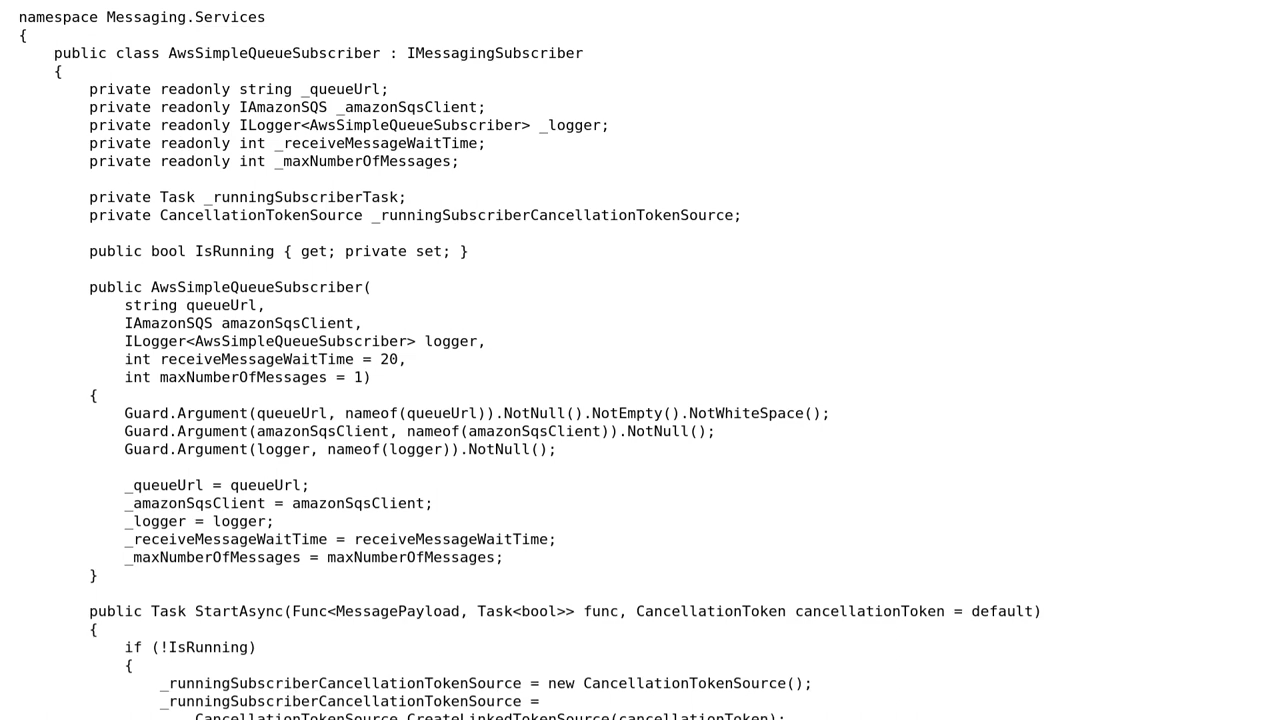 namespace Messaging.Services
{
    public class AwsSimpleQueueSubscriber : IMessagingSubscriber
    {
        private readonly string _queueUrl;
        private readonly IAmazonSQS _amazonSqsClient;
        private readonly ILogger<AwsSimpleQueueSubscriber> _logger;
        private readonly int _receiveMessageWaitTime;
        private readonly int _maxNumberOfMessages;

        private Task _runningSubscriberTask;
        private CancellationTokenSource _runningSubscriberCancellationTokenSource;

        public bool IsRunning { get; private set; }

        public AwsSimpleQueueSubscriber(
            string queueUrl,
            IAmazonSQS amazonSqsClient,
            ILogger<AwsSimpleQueueSubscriber> logger,
            int receiveMessageWaitTime = 20,
            int maxNumberOfMessages = 1)
        {
            Guard.Argument(queueUrl, nameof(queueUrl)).NotNull().NotEmpty().NotWhiteSpace();
            Guard.Argument(amazonSqsClient, nameof(amazonSqsClient)).NotNull();
            Guard.Argument(logger, nameof(logger)).NotNull();

            _queueUrl = queueUrl;
            _amazonSqsClient = amazonSqsClient;
            _logger = logger;
            _receiveMessageWaitTime = receiveMessageWaitTime;
            _maxNumberOfMessages = maxNumberOfMessages;
        }

        public Task StartAsync(Func<MessagePayload, Task<bool>> func, CancellationToken cancellationToken = default)
        {
            if (!IsRunning)
            {
                _runningSubscriberCancellationTokenSource = new CancellationTokenSource();
                _runningSubscriberCancellationTokenSource =
                    CancellationTokenSource.CreateLinkedTokenSource(cancellationToken);